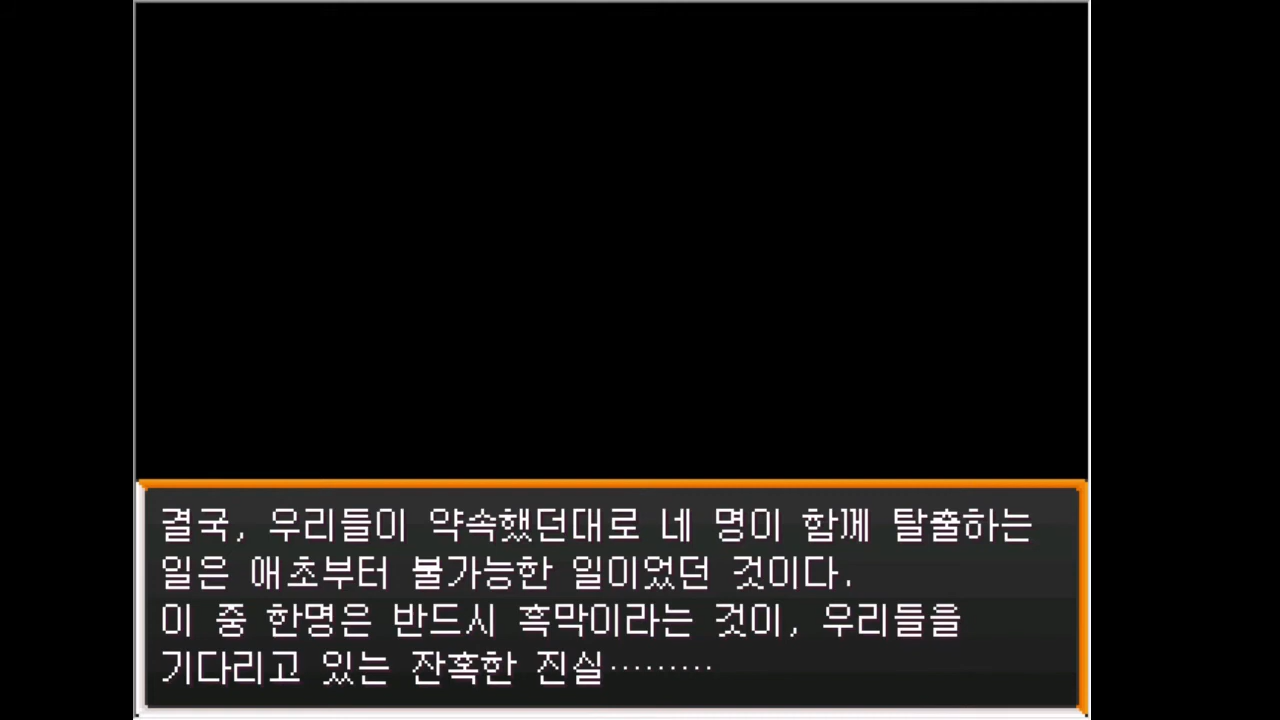 결국, 우리들이 약속했던대로 네 명이 함께 탈출하는
일은 애초부터 불가능한 일이었던 것이다.
이 중 한명은 반드시 흑막이라는 것이, 우리들을
기다리고 있는 잔혹한 진실………